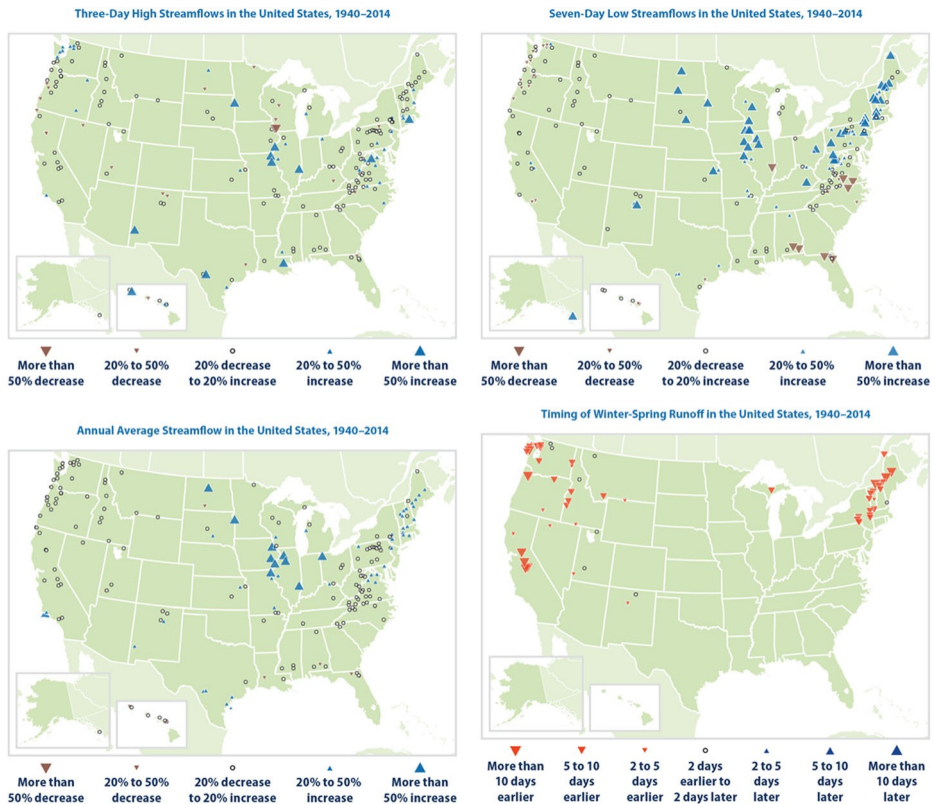 Three-Day High Streamflows in the United States, 1940–2014
Seven-Day Low Streamflows in the United States, 1940–2014
More than
50% decrease
20% to 50%
decrease
20% decrease
to 20% increase
20% to 50%
increase
More than
50% increase
More than
50% decrease
20% to 50%
decrease
20% decrease
to 20% increase
20% to 50%
increase
More than
50% increase
Annual Average Streamflow in the United States, 1940–2014
Timing of Winter-Spring Runoff in the United States, 1940–2014
More than
50% decrease
20% to 50%
decrease
20% decrease
to 20% increase
20% to 50%
increase
More than
50% increase
More than
10 days
earlier
5 to 10
days
earlier
2 to 5
days
earlier
2 days
earlier to
2 days later
2 to 5
days
later
5 to 10
days
later
More than
10 days
later